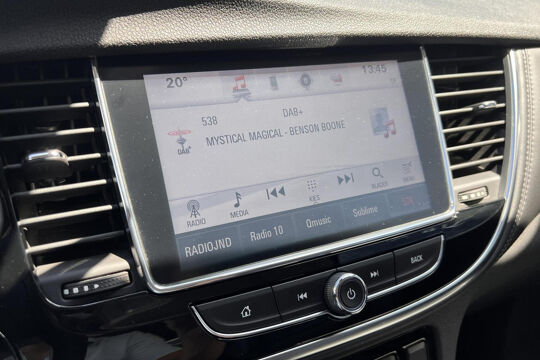 20° 13:45
538 DAB+
DAB+
MYSTICAL MAGICAL - BENSON BOONE
RADIO MEDIA KIES BLADER MENU
RADIOJND Radio 10 Qmusic Sublime 578
BACK